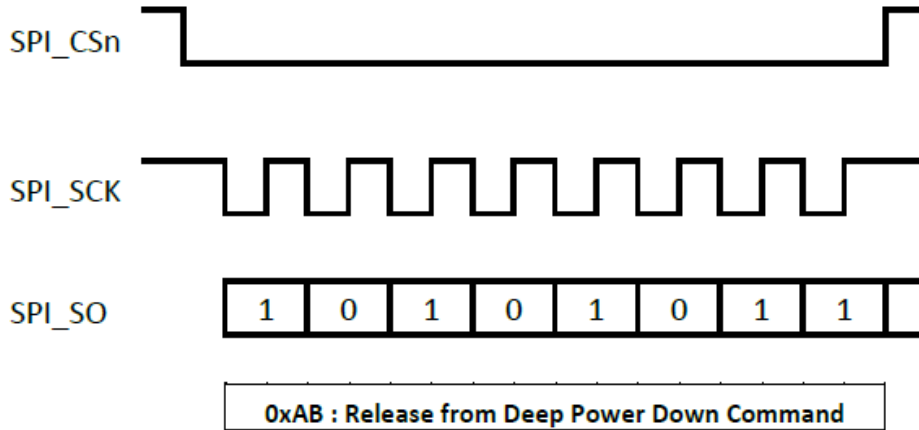 SPI_CSn
SPI_SCK
SPI_SO 1 0 1 0 1 0 1 1
0xAB : Release from Deep Power Down Command